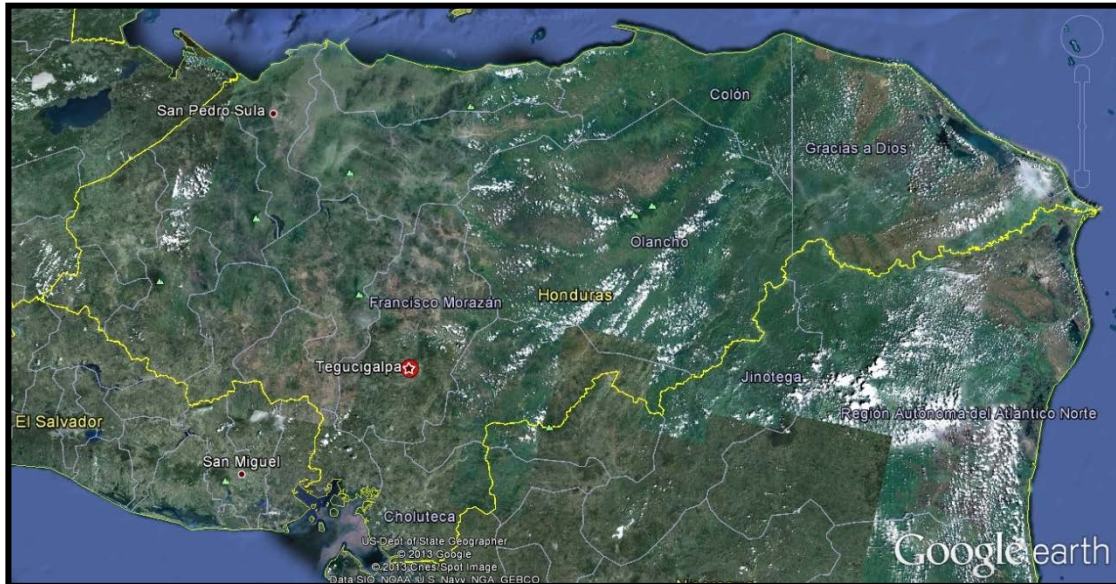 Colón
San Pedro Sula
Gracias a Dios
Olancho
Honduras
Francisco Morazán
Tegucigalpa
Jinotega
Región Autónoma del Atlántico Norte
El Salvador
San Miguel
Choluteca
US Dept of State Geographer
© 2013 Google
© 2013 Cnes/Spot Image
Data SIO, NOAA, U.S. Navy, NGA, GEBCO
Google earth